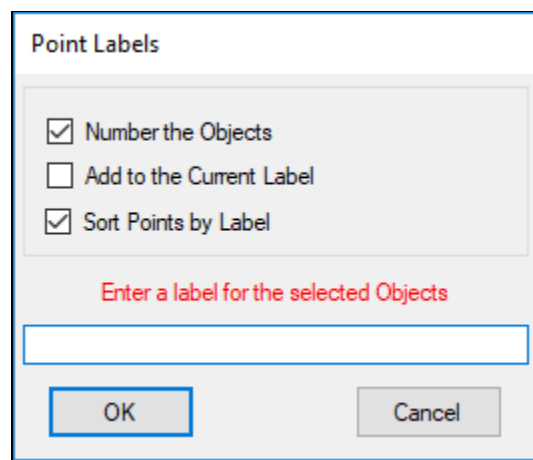 Point Labels
Number the Objects
Add to the Current Label
Sort Points by Label
Enter a label for the selected Objects
OK
Cancel